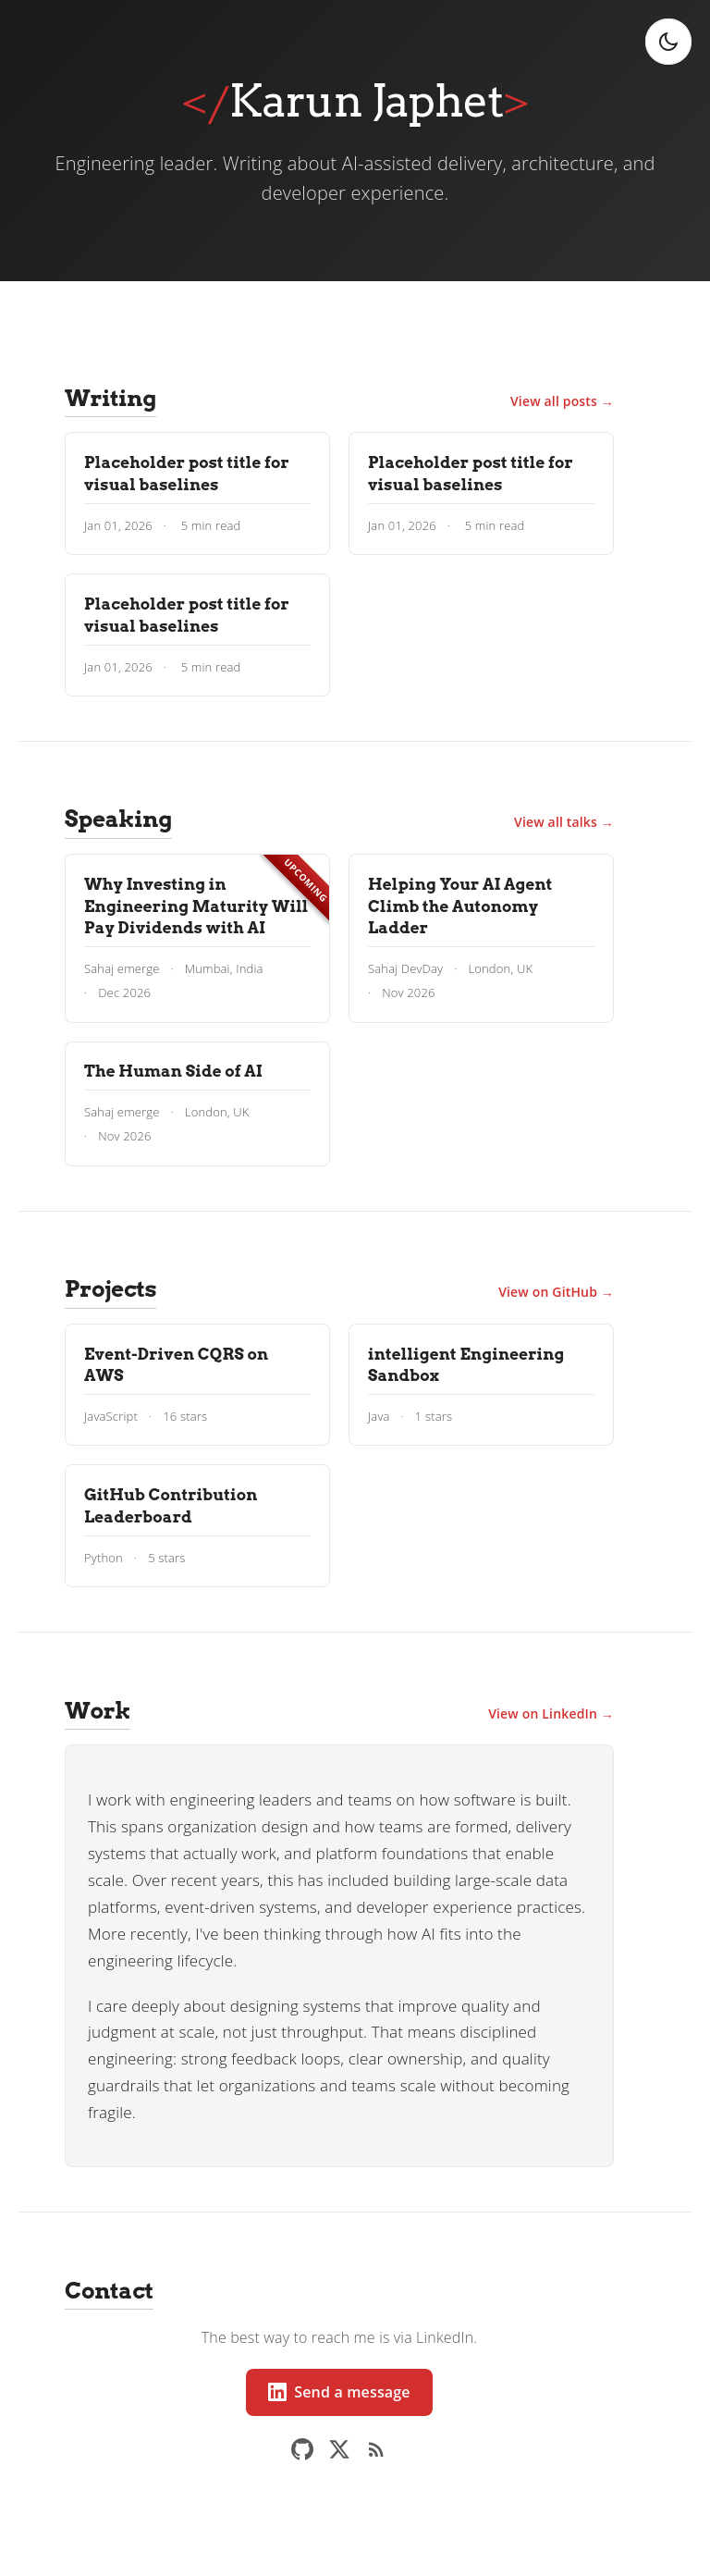 </Karun Japhet>
Engineering leader. Writing about AI-assisted delivery, architecture, and
developer experience.
Writing
View all posts →
Placeholder post title for
visual baselines
Jan 01, 2026 · 5 min read
Placeholder post title for
visual baselines
Jan 01, 2026 · 5 min read
Placeholder post title for
visual baselines
Jan 01, 2026 · 5 min read
Speaking
View all talks →
UPCOMING
Why Investing in
Engineering Maturity Will
Pay Dividends with AI
Sahaj emerge · Mumbai, India
· Dec 2026
Helping Your AI Agent
Climb the Autonomy
Ladder
Sahaj DevDay · London, UK
· Nov 2026
The Human Side of AI
Sahaj emerge · London, UK
· Nov 2026
Projects
View on GitHub →
Event-Driven CQRS on
AWS
JavaScript · 16 stars
intelligent Engineering
Sandbox
Java · 1 stars
GitHub Contribution
Leaderboard
Python · 5 stars
Work
View on LinkedIn →
I work with engineering leaders and teams on how software is built.
This spans organization design and how teams are formed, delivery
systems that actually work, and platform foundations that enable
scale. Over recent years, this has included building large-scale data
platforms, event-driven systems, and developer experience practices.
More recently, I've been thinking through how AI fits into the
engineering lifecycle.
I care deeply about designing systems that improve quality and
judgment at scale, not just throughput. That means disciplined
engineering: strong feedback loops, clear ownership, and quality
guardrails that let organizations and teams scale without becoming
fragile.
Contact
The best way to reach me is via LinkedIn.
Send a message